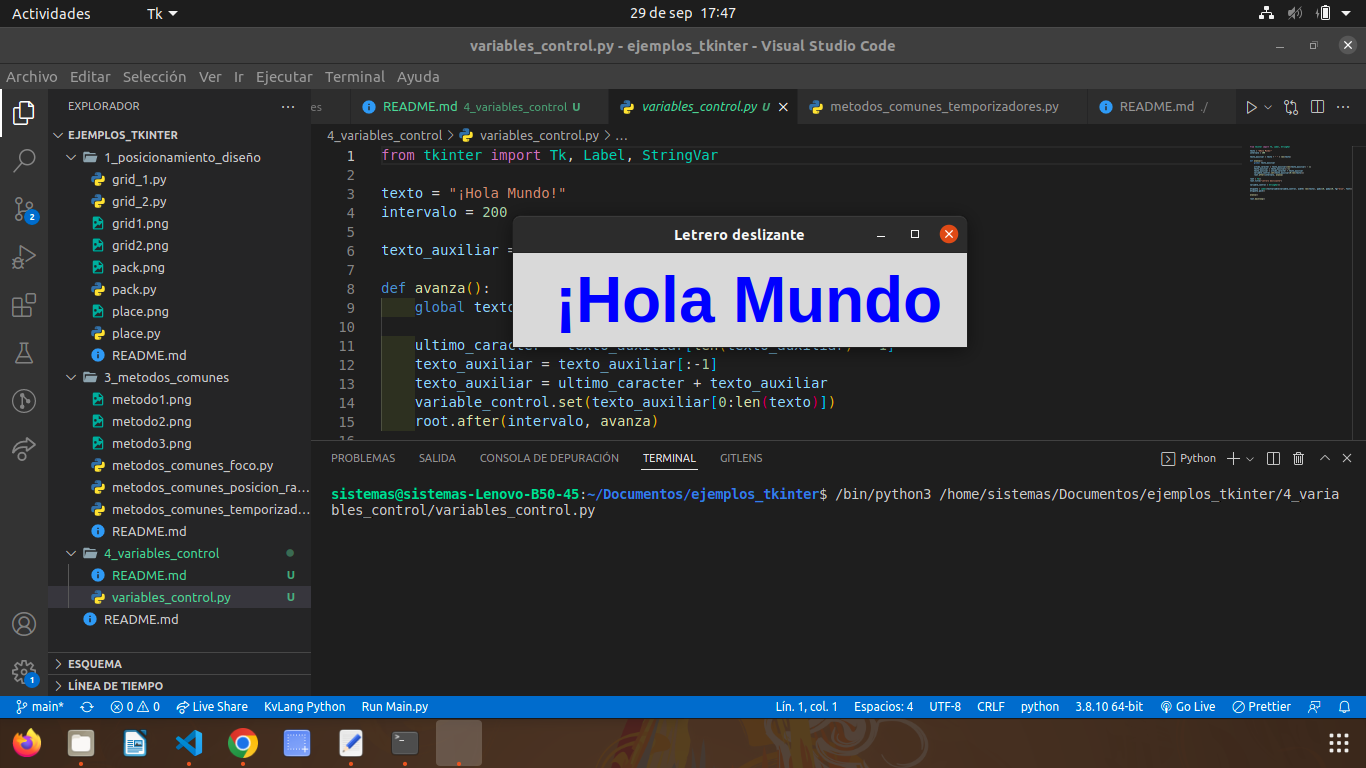 Actividades
Tk
29 de sep 17:47
variables_control.py - ejemplos_tkinter - Visual Studio Code
Archivo Editar Selección Ver Ir Ejecutar Terminal Ayuda
EXPLORADOR
EJEMPLOS_TKINTER
1_posicionamiento_diseño
grid_1.py
grid_2.py
grid1.png
grid2.png
pack.png
pack.py
place.png
place.py
README.md
3_metodos_comunes
metodo1.png
metodo2.png
metodo3.png
metodos_comunes_foco.py
metodos_comunes_posicion_ra...
metodos_comunes_temporizad...
README.md
4_variables_control
README.md U
variables_control.py U
README.md
ESQUEMA
LÍNEA DE TIEMPO
2
1
es
README.md 4_variables_control U
variables_control.py U
metodos_comunes_temporizadores.py
README.md ./
4_variables_control > variables_control.py > ...
1 from tkinter import Tk, Label, StringVar
2
3 texto = "¡Hola Mundo!"
4 intervalo = 200
5
6 texto_auxiliar =
7
8 def avanza():
9 global texto
10
11 ultimo_caracter = texto_auxiliar[len(texto_auxiliar) - 1]
12 texto_auxiliar = texto_auxiliar[:-1]
13 texto_auxiliar = ultimo_caracter + texto_auxiliar
14 variable_control.set(texto_auxiliar[0:len(texto)])
15 root.after(intervalo, avanza)
16
Letrero deslizante
¡Hola Mundo
PROBLEMAS SALIDA CONSOLA DE DEPURACIÓN TERMINAL GITLENS
Python
sistemas@sistemas-Lenovo-B50-45:~/Documentos/ejemplos_tkinter$ /bin/python3 /home/sistemas/Documentos/ejemplos_tkinter/4_varia
bles_control/variables_control.py
main* 0 0 Live Share KvLang Python Run Main.py
Lín. 1, col. 1 Espacios: 4 UTF-8 CRLF python 3.8.10 64-bit Go Live Prettier